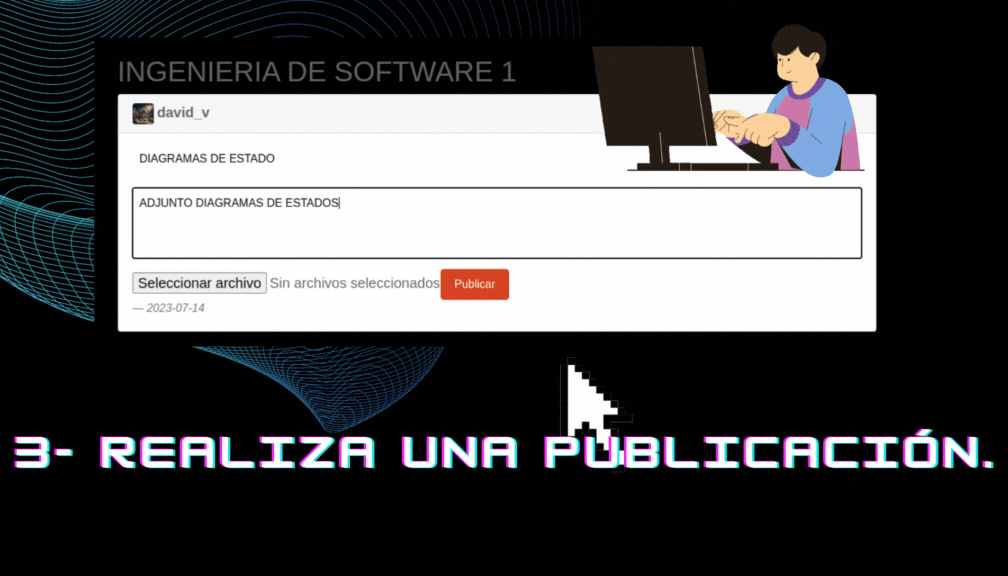 INGENIERIA DE SOFTWARE 1
david_v
DIAGRAMAS DE ESTADO
ADJUNTO DIAGRAMAS DE ESTADOS
Seleccionar archivo Sin archivos seleccionados Publicar
— 2023-07-14
3- REALIZA UNA PUBLICACIÓN.